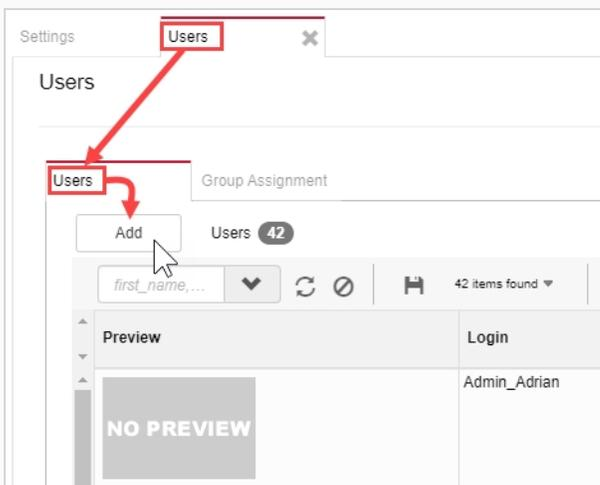 Settings
Users
Users
Users
Group Assignment
Add
Users 42
first_name,...
42 items found
Preview
Login
NO PREVIEW
Admin_Adrian